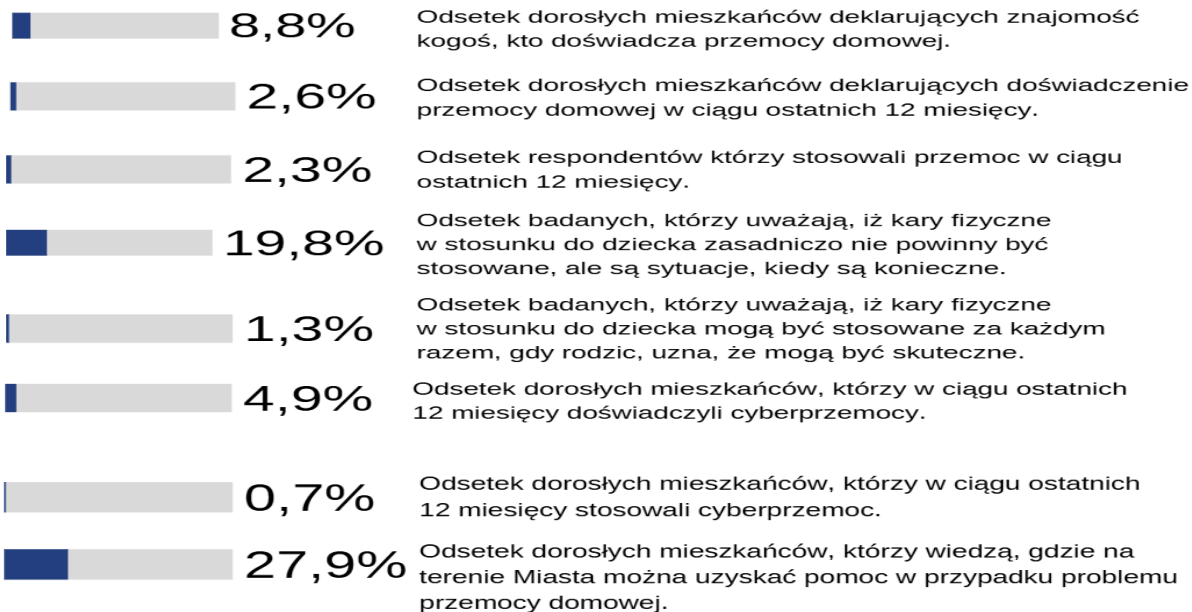 8,8%
Odsetek dorosłych mieszkańców deklarujących znajomość
kogoś, kto doświadcza przemocy domowej.
2,6%
Odsetek dorosłych mieszkańców deklarujących doświadczenie
przemocy domowej w ciągu ostatnich 12 miesięcy.
2,3%
Odsetek respondentów którzy stosowali przemoc w ciągu
ostatnich 12 miesięcy.
19,8%
Odsetek badanych, którzy uważają, iż kary fizyczne
w stosunku do dziecka zasadniczo nie powinny być
stosowane, ale są sytuacje, kiedy są konieczne.
1,3%
Odsetek badanych, którzy uważają, iż kary fizyczne
w stosunku do dziecka mogą być stosowane za każdym
razem, gdy rodzic, uzna, że mogą być skuteczne.
4,9%
Odsetek dorosłych mieszkańców, którzy w ciągu ostatnich
12 miesięcy doświadczyli cyberprzemocy.
0,7%
Odsetek dorosłych mieszkańców, którzy w ciągu ostatnich
12 miesięcy stosowali cyberprzemoc.
27,9%
Odsetek dorosłych mieszkańców, którzy wiedzą, gdzie na
terenie Miasta można uzyskać pomoc w przypadku problemu
przemocy domowej.